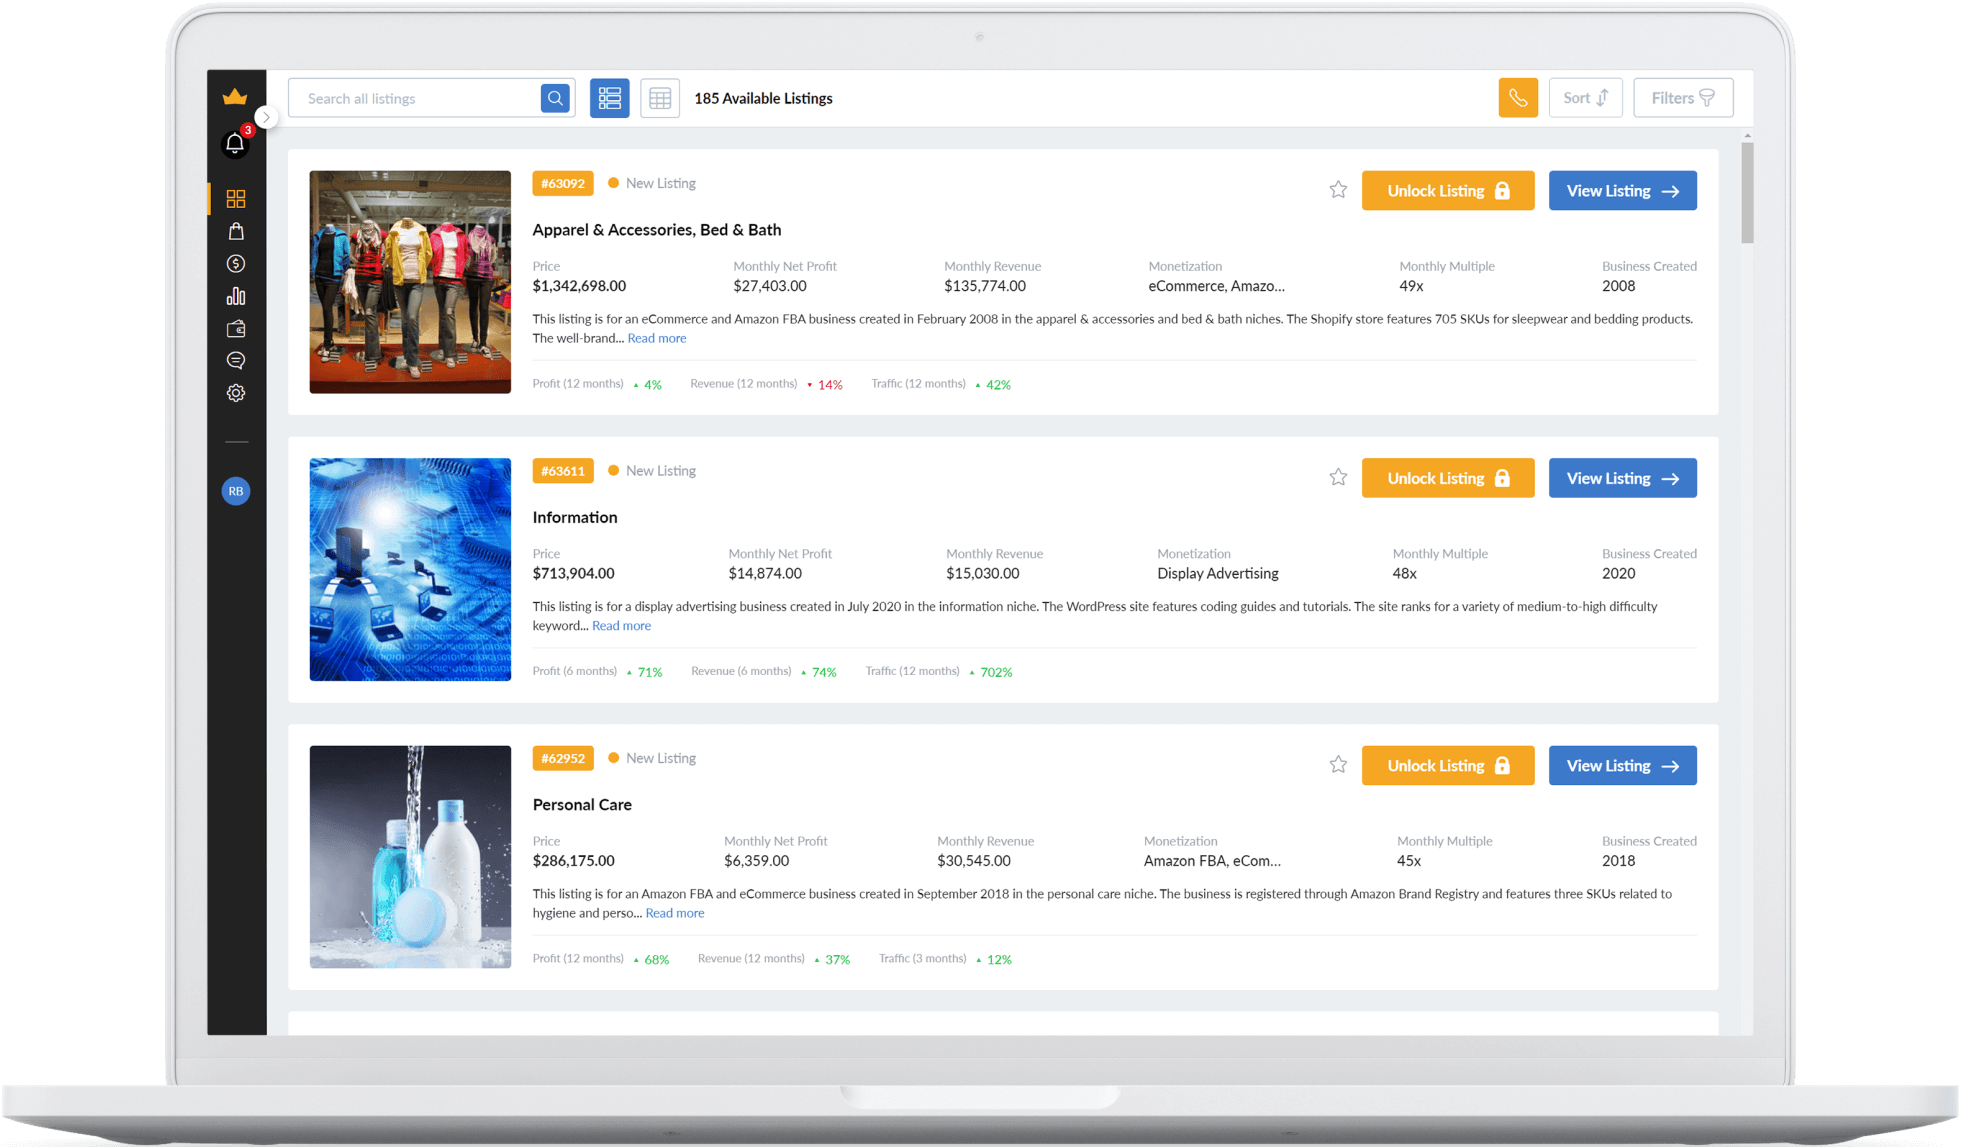 Search all listings
185 Available Listings
Sort
Filters
3
RB
#63092
New Listing
Unlock Listing
View Listing
Apparel & Accessories, Bed & Bath
Price
Monthly Net Profit
Monthly Revenue
Monetization
Monthly Multiple
Business Created
$1,342,698.00
$27,403.00
$135,774.00
eCommerce, Amazo...
49x
2008
This listing is for an eCommerce and Amazon FBA business created in February 2008 in the apparel & accessories and bed & bath niches. The Shopify store features 705 SKUs for sleepwear and bedding products.
The well-brand... Read more
Profit (12 months) 4%
Revenue (12 months) 14%
Traffic (12 months) 42%
#63611
New Listing
Unlock Listing
View Listing
Information
Price
Monthly Net Profit
Monthly Revenue
Monetization
Monthly Multiple
Business Created
$713,904.00
$14,874.00
$15,030.00
Display Advertising
48x
2020
This listing is for a display advertising business created in July 2020 in the information niche. The WordPress site features coding guides and tutorials. The site ranks for a variety of medium-to-high difficulty
keyword... Read more
Profit (6 months) 71%
Revenue (6 months) 74%
Traffic (12 months) 702%
#62952
New Listing
Unlock Listing
View Listing
Personal Care
Price
Monthly Net Profit
Monthly Revenue
Monetization
Monthly Multiple
Business Created
$286,175.00
$6,359.00
$30,545.00
Amazon FBA, eCom...
45x
2018
This listing is for an Amazon FBA and eCommerce business created in September 2018 in the personal care niche. The business is registered through Amazon Brand Registry and features three SKUs related to
hygiene and perso... Read more
Profit (12 months) 68%
Revenue (12 months) 37%
Traffic (3 months) 12%